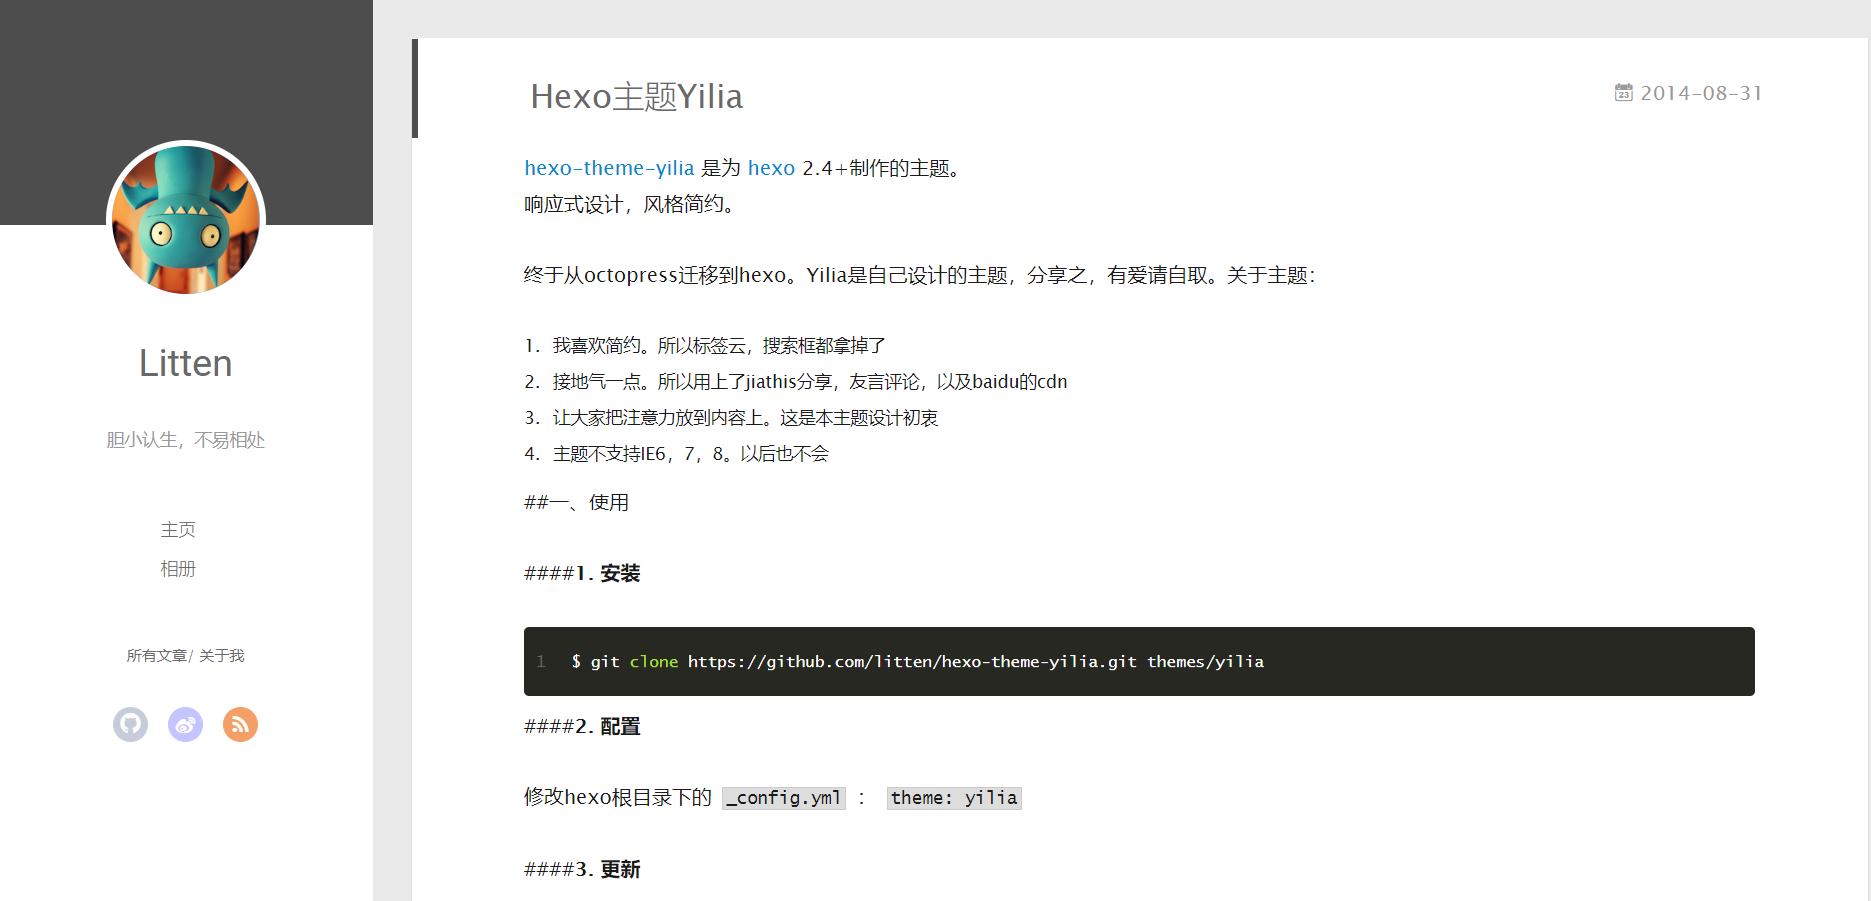 Litten
胆小认生，不易相处
主页
相册
所有文章/ 关于我
Hexo主题Yilia
23 2014-08-31
hexo-theme-yilia 是为 hexo 2.4+制作的主题。
响应式设计，风格简约。
终于从octopress迁移到hexo。Yilia是自己设计的主题，分享之，有爱请自取。关于主题：
1. 我喜欢简约。所以标签云，搜索框都拿掉了
2. 接地气一点。所以用上了jiathis分享，友言评论，以及baidu的cdn
3. 让大家把注意力放到内容上。这是本主题设计初衷
4. 主题不支持IE6，7，8。以后也不会
##一、使用
####1. 安装
1 $ git clone https://github.com/litten/hexo-theme-yilia.git themes/yilia
####2. 配置
修改hexo根目录下的 _config.yml ： theme: yilia
####3. 更新